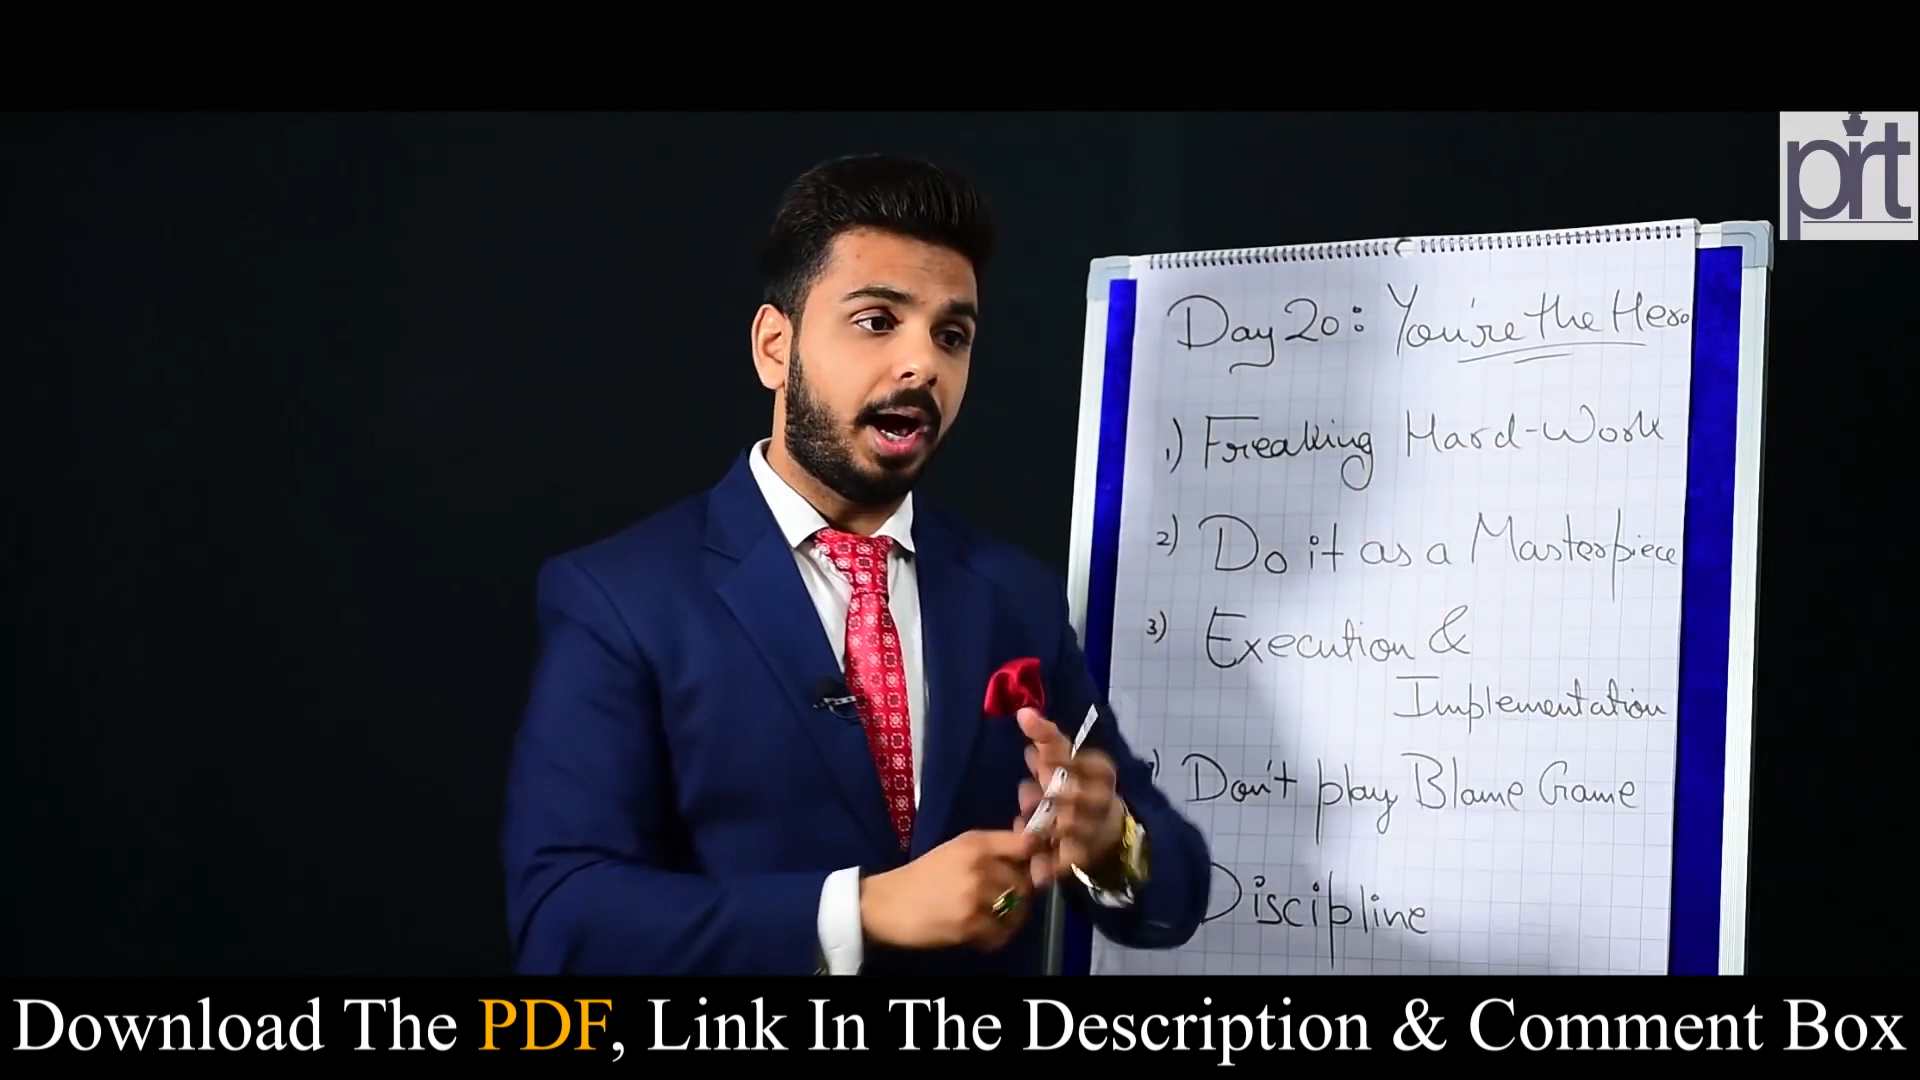 prt
Day 20: You're the Hero
1) Freaking Hard-Work
2) Do it as a Masterpiece
3) Execution &
Implementation
) Don't play Blame Game
Discipline
Download The PDF, Link In The Description & Comment Box